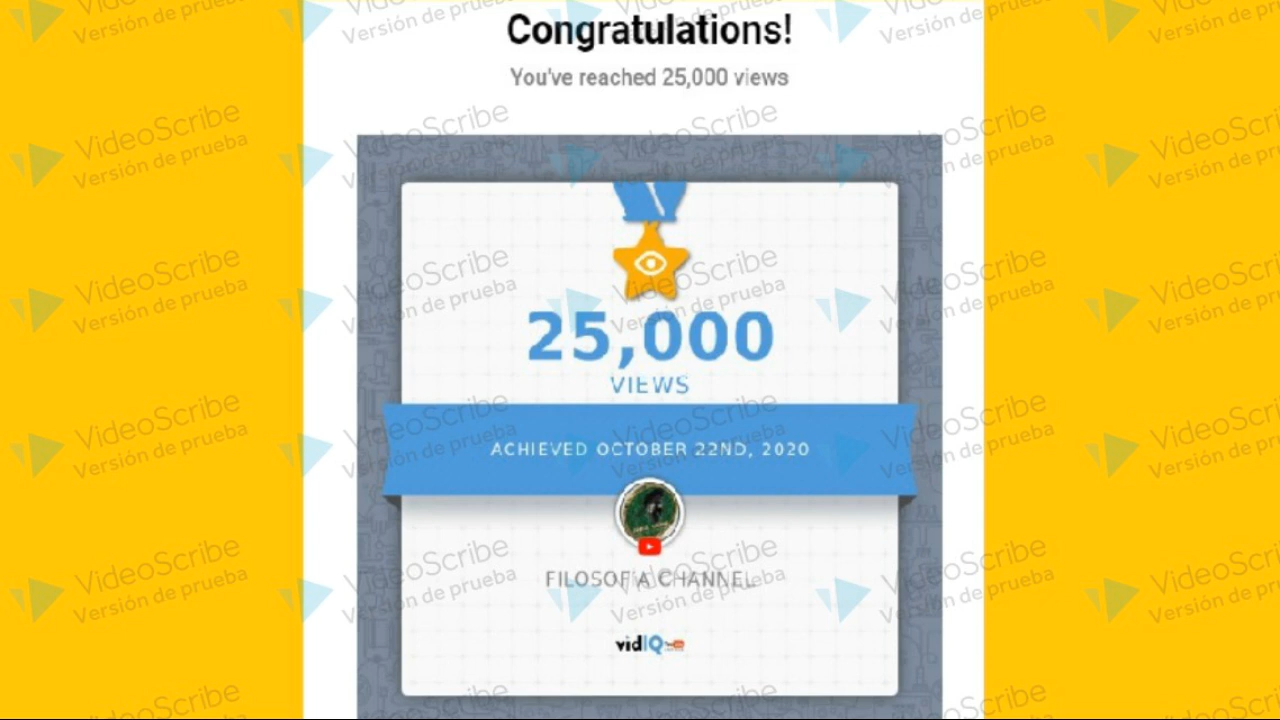 Congratulations!
You've reached 25,000 views
25,000
VIEWS
ACHIEVED OCTOBER 22ND, 2020
FILOSOFIA CHANNEL
vidIQ
VideoScribe
Versión de prueba